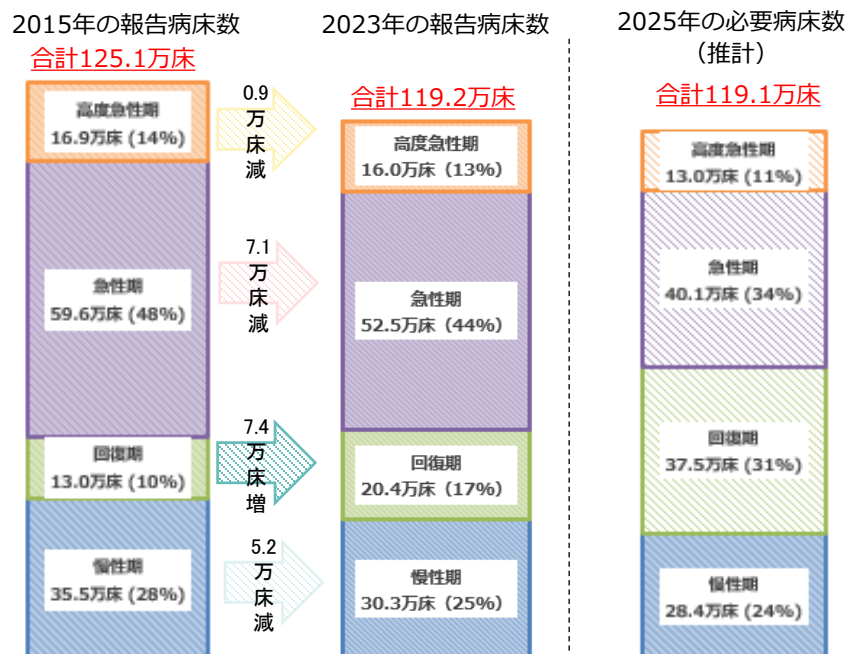 2015年の報告病床数
合計125.1万床
高度急性期
16.9万床 (14%)
急性期
59.6万床 (48%)
回復期
13.0万床 (10%)
慢性期
35.5万床 (28%)
0.9
万
床
減
7.1
万
床
減
7.4
万
床
増
5.2
万
床
減
2023年の報告病床数
合計119.2万床
高度急性期
16.0万床（13%）
急性期
52.5万床（44%）
回復期
20.4万床（17%）
慢性期
30.3万床（25%）
2025年の必要病床数
（推計）
合計119.1万床
高度急性期
13.0万床 (11%)
急性期
40.1万床 (34%)
回復期
37.5万床 (31%)
慢性期
28.4万床 (24%)